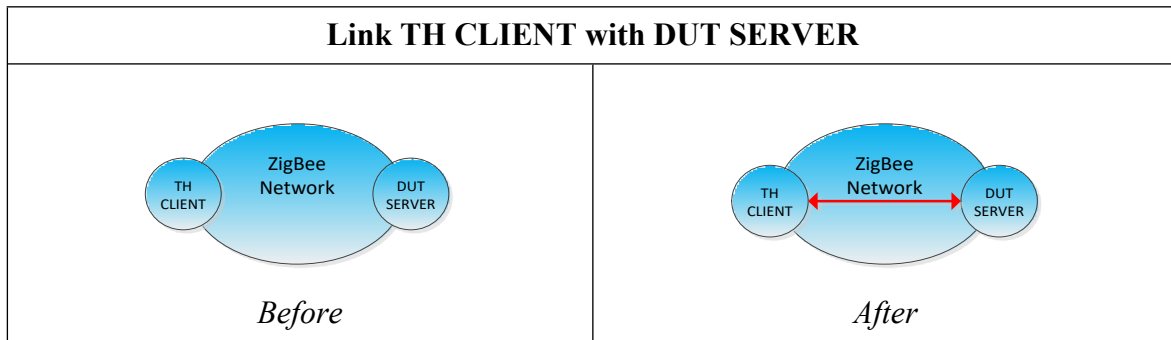 Link TH CLIENT with DUT SERVER
ZigBee
Network
TH
CLIENT
DUT
SERVER
Before
ZigBee
Network
TH
CLIENT
DUT
SERVER
After